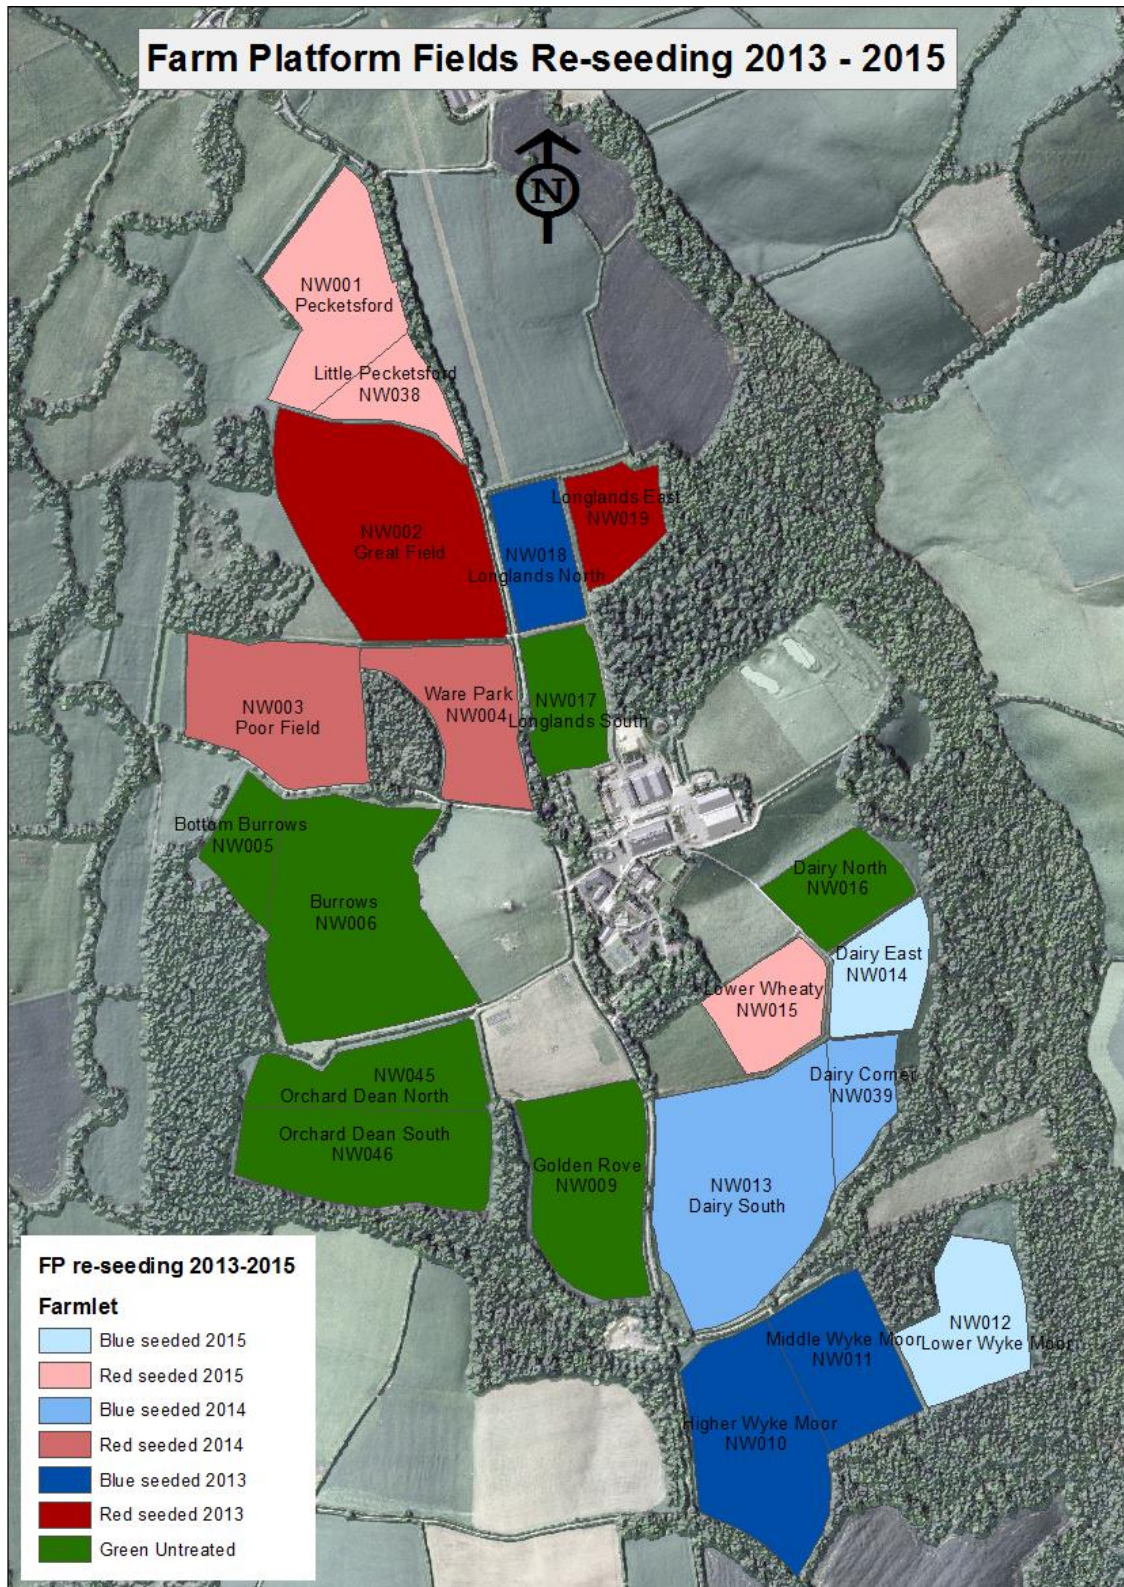 Farm Platform Fields Re-seeding 2013 - 2015
N
NW001
Pecketsford
Little Pecketsford
NW038
Longlands East
NW019
NW002
Great Field
NW018
Longlands North
Ware Park
NW004
NW003
Poor Field
NW017
Longlands South
Bottom Burrows
NW005
Dairy North
NW016
Burrows
NW006
Dairy East
NW014
Lower Wheaty
NW015
NW045
Orchard Dean North
Dairy Corner
NW039
Orchard Dean South
NW046
Golden Rove
NW009
NW013
Dairy South
NW012
Lower Wyke Moor
Middle Wyke Moor
NW011
Higher Wyke Moor
NW010
FP re-seeding 2013-2015
Farmlet
Blue seeded 2015
Red seeded 2015
Blue seeded 2014
Red seeded 2014
Blue seeded 2013
Red seeded 2013
Green Untreated